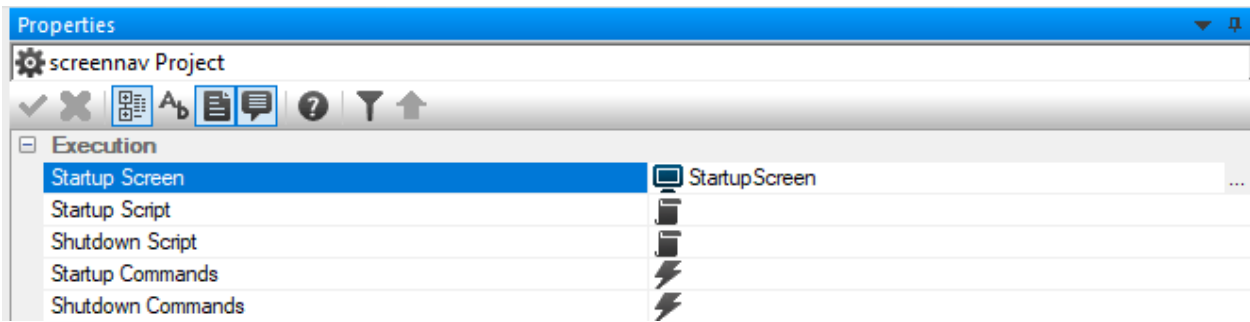 Properties
screennav Project
Execution
Startup Screen StartupScreen ...
Startup Script
Shutdown Script
Startup Commands
Shutdown Commands